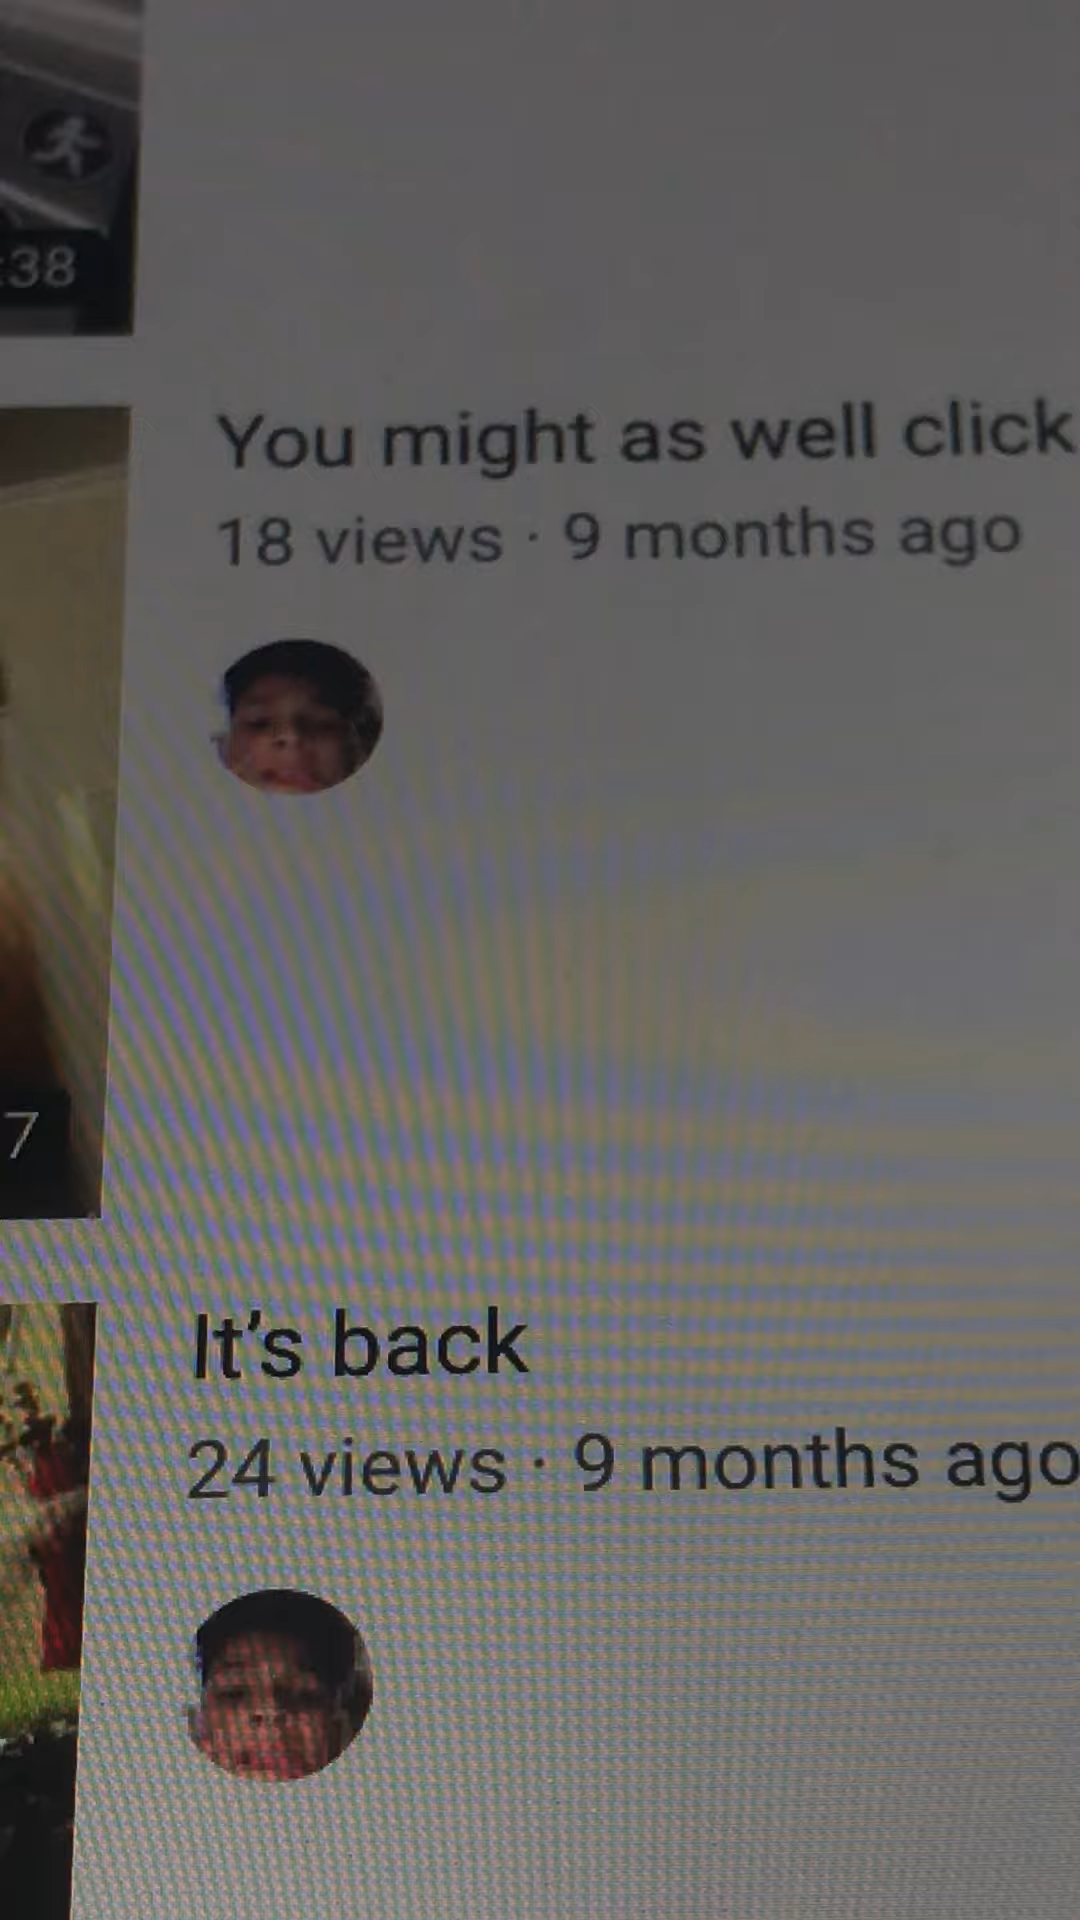 :38
You might as well click
18 views · 9 months ago
7
It's back
24 views · 9 months ago